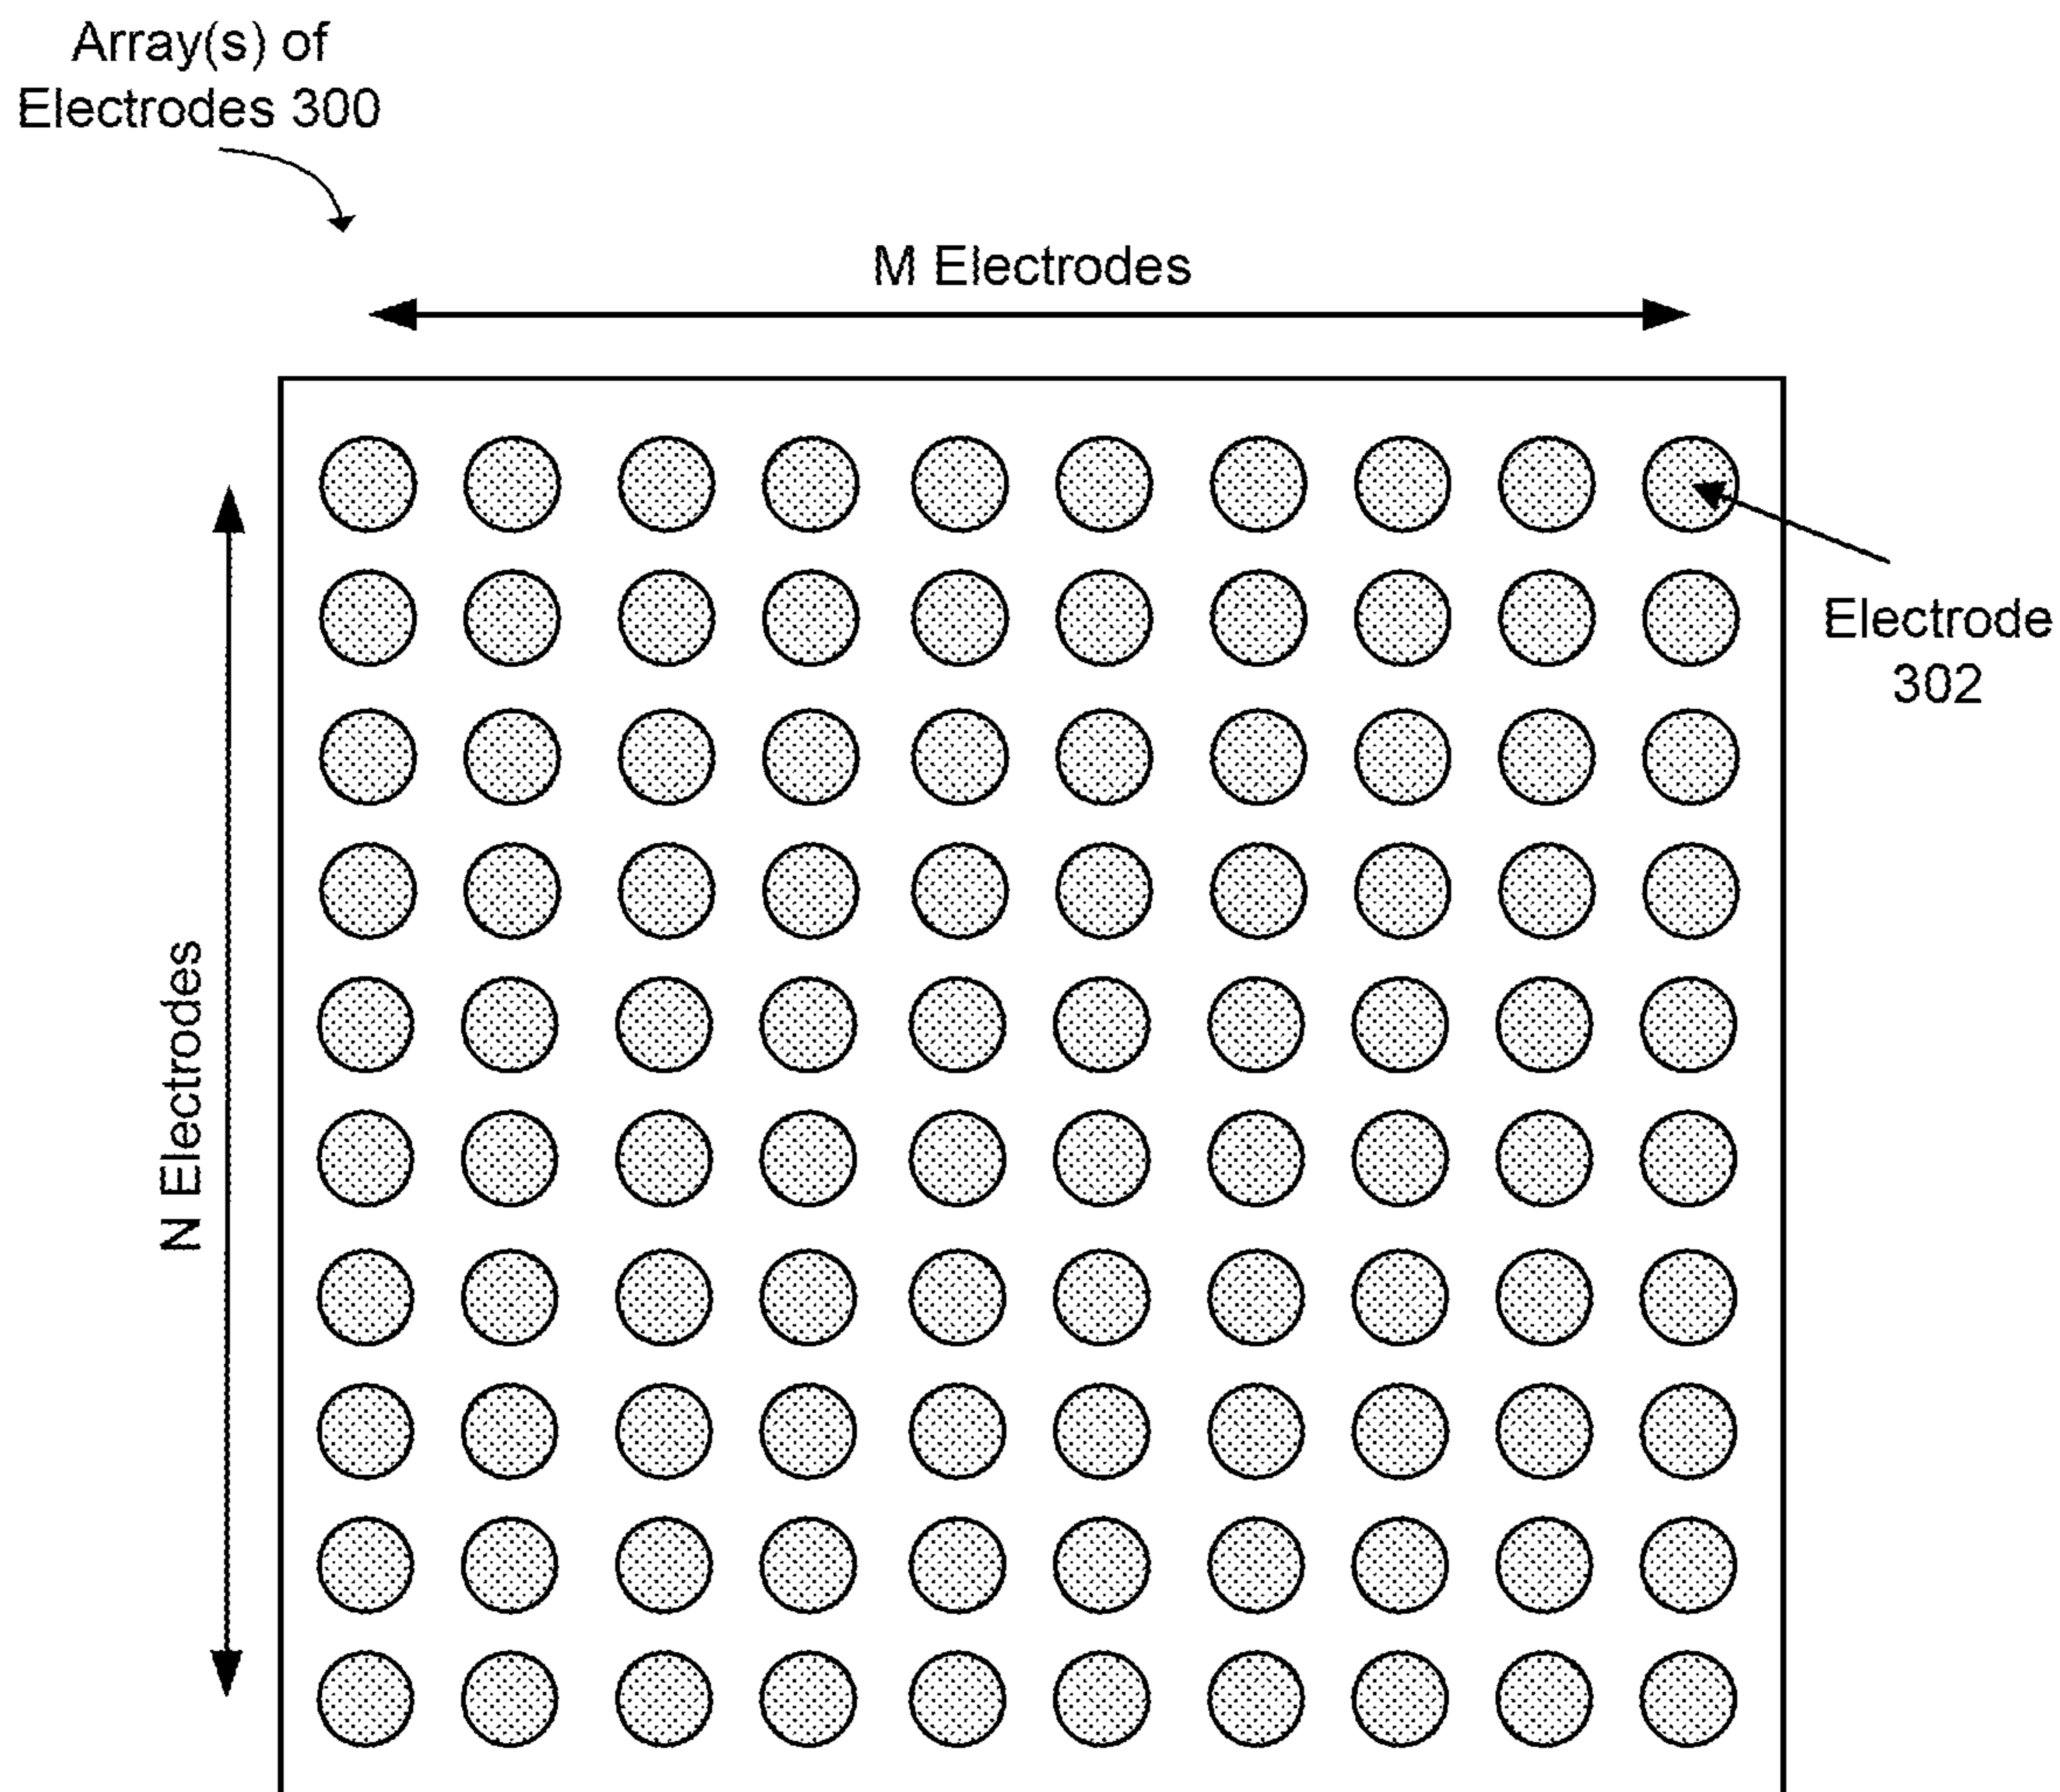 Array(s) of
Electrodes 300
M Electrodes
Electrode
302
N Electrodes